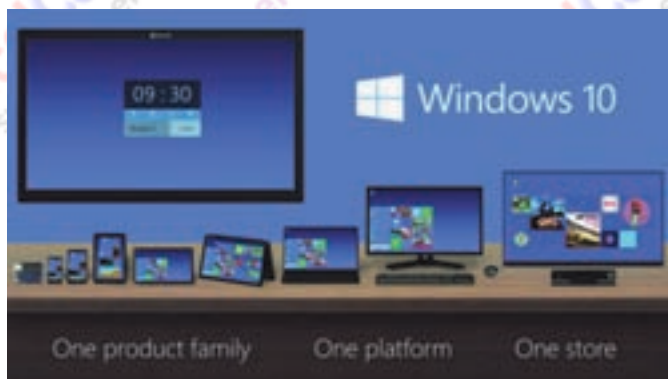 09:30
Windows 10
One product family
One platform
One store